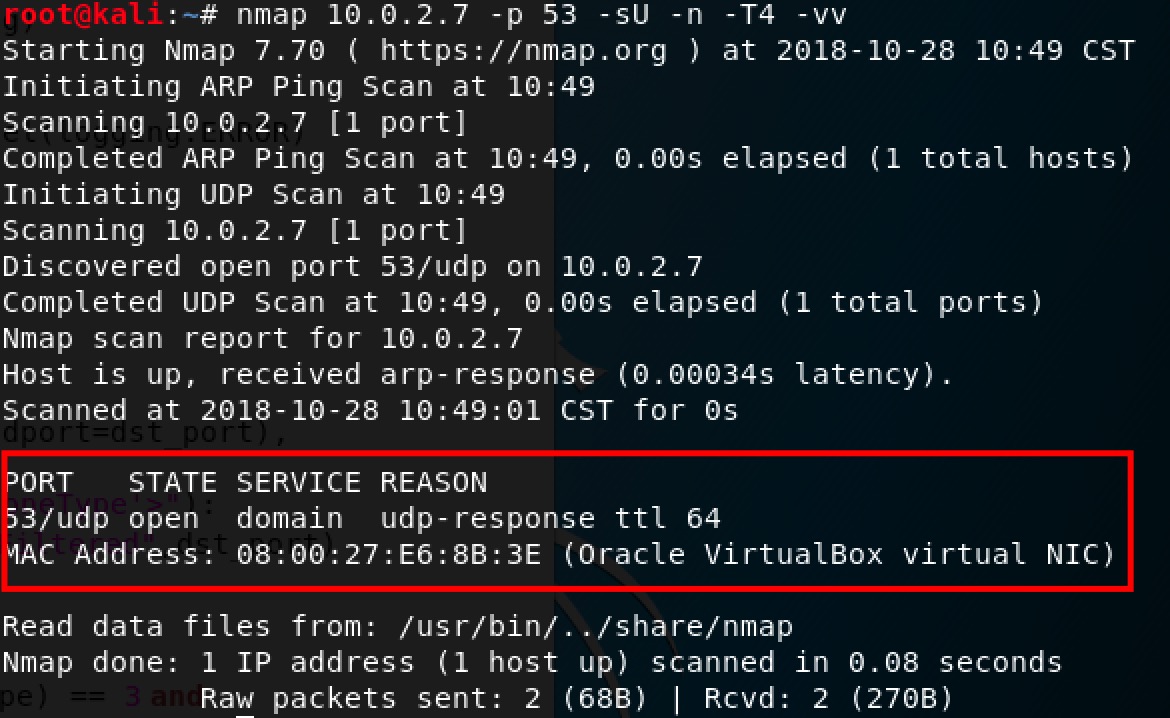 root@kali:~# nmap 10.0.2.7 -p 53 -sU -n -T4 -vv
Starting Nmap 7.70 ( https://nmap.org ) at 2018-10-28 10:49 CST
Initiating ARP Ping Scan at 10:49
Scanning 10.0.2.7 [1 port]
Completed ARP Ping Scan at 10:49, 0.00s elapsed (1 total hosts)
Initiating UDP Scan at 10:49
Scanning 10.0.2.7 [1 port]
Discovered open port 53/udp on 10.0.2.7
Completed UDP Scan at 10:49, 0.00s elapsed (1 total ports)
Nmap scan report for 10.0.2.7
Host is up, received arp-response (0.00034s latency).
Scanned at 2018-10-28 10:49:01 CST for 0s
dport=dst_port),
PORT   STATE SERVICE REASON
53/udp open  domain  udp-response ttl 64
MAC Address: 08:00:27:E6:8B:3E (Oracle VirtualBox virtual NIC)
Read data files from: /usr/bin/../share/nmap
Nmap done: 1 IP address (1 host up) scanned in 0.08 seconds
Raw packets sent: 2 (68B) | Rcvd: 2 (270B)